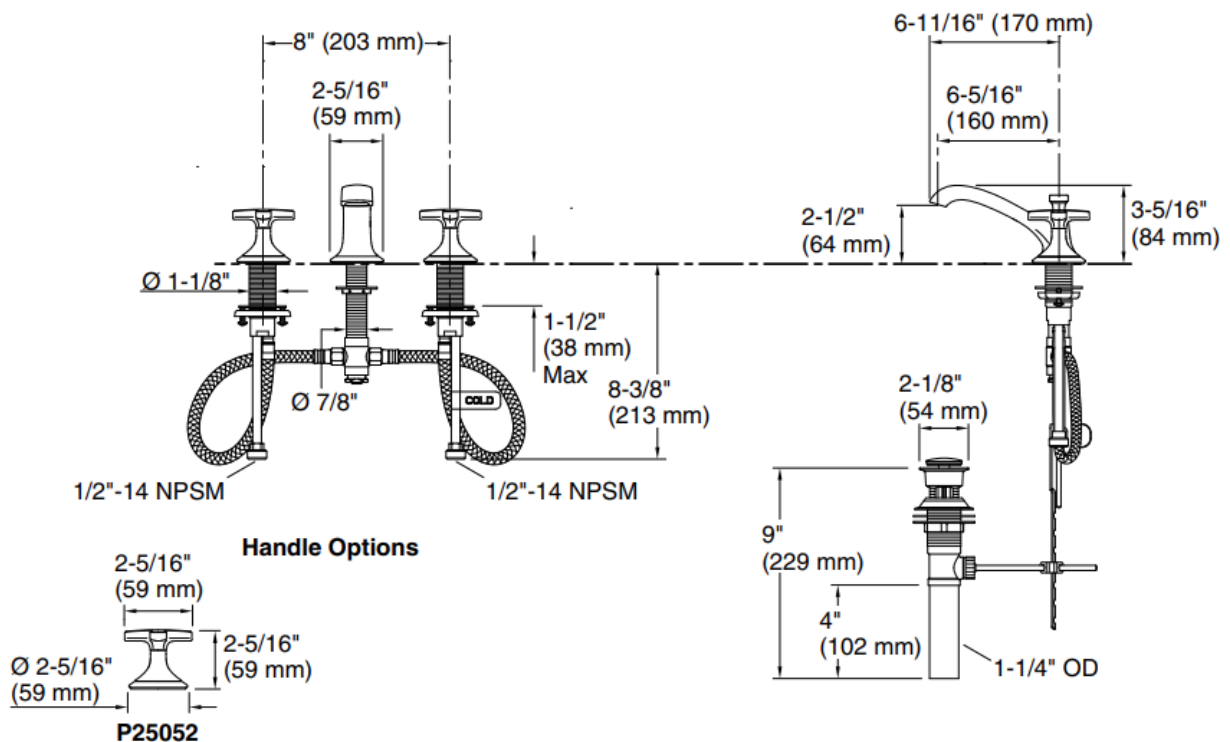 8" (203 mm)
2-5/16"
(59 mm)
Ø 1-1/8"
Ø 7/8"
1-1/2"
(38 mm)
Max
8-3/8"
(213 mm)
COLD
1/2"-14 NPSM
1/2"-14 NPSM
6-11/16" (170 mm)
6-5/16"
(160 mm)
2-1/2"
(64 mm)
3-5/16"
(84 mm)
2-1/8"
(54 mm)
9"
(229 mm)
4"
(102 mm)
1-1/4" OD
Handle Options
2-5/16"
(59 mm)
2-5/16"
(59 mm)
Ø 2-5/16"
(59 mm)
P25052